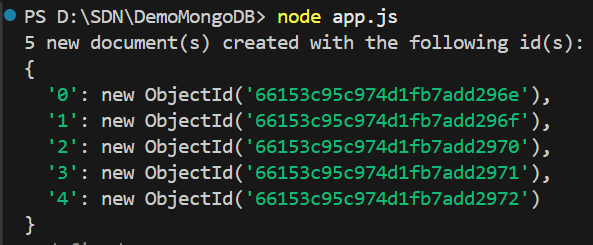 PS D:\SDN\DemoMongoDB> node app.js
5 new document(s) created with the following id(s):
{
  '0': new ObjectId('66153c95c974d1fb7add296e'),
  '1': new ObjectId('66153c95c974d1fb7add296f'),
  '2': new ObjectId('66153c95c974d1fb7add2970'),
  '3': new ObjectId('66153c95c974d1fb7add2971'),
  '4': new ObjectId('66153c95c974d1fb7add2972')
}